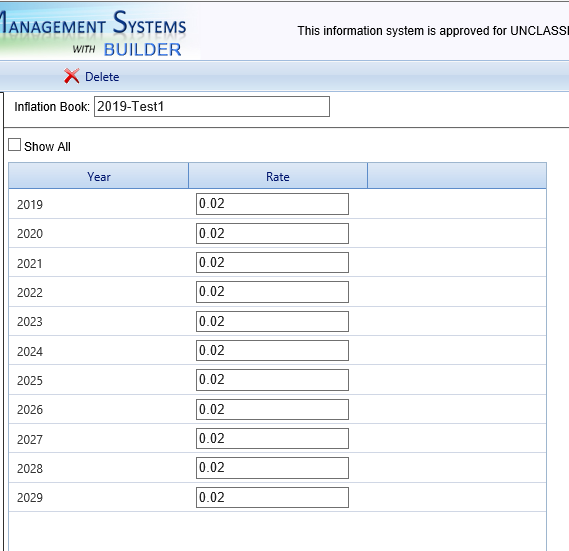 MANAGEMENT SYSTEMS
WITH BUILDER
This information system is approved for
Delete
Inflation Book: 2019-Test1
Show All
Year Rate
2019 0.02
2020 0.02
2021 0.02
2022 0.02
2023 0.02
2024 0.02
2025 0.02
2026 0.02
2027 0.02
2028 0.02
2029 0.02